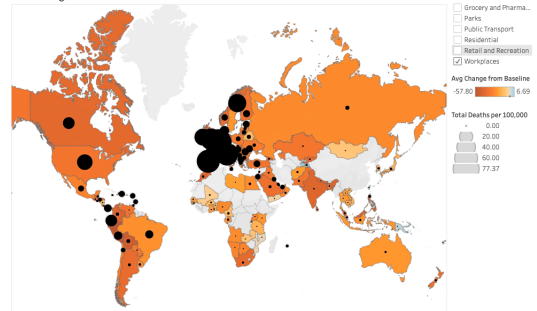 Grocery and Pharma...
Parks
Public Transport
Residential
Retail and Recreation
Workplaces
Avg Change from Baseline
-57.80 6.69
Total Deaths per 100,000
0.00
20.00
40.00
60.00
77.37